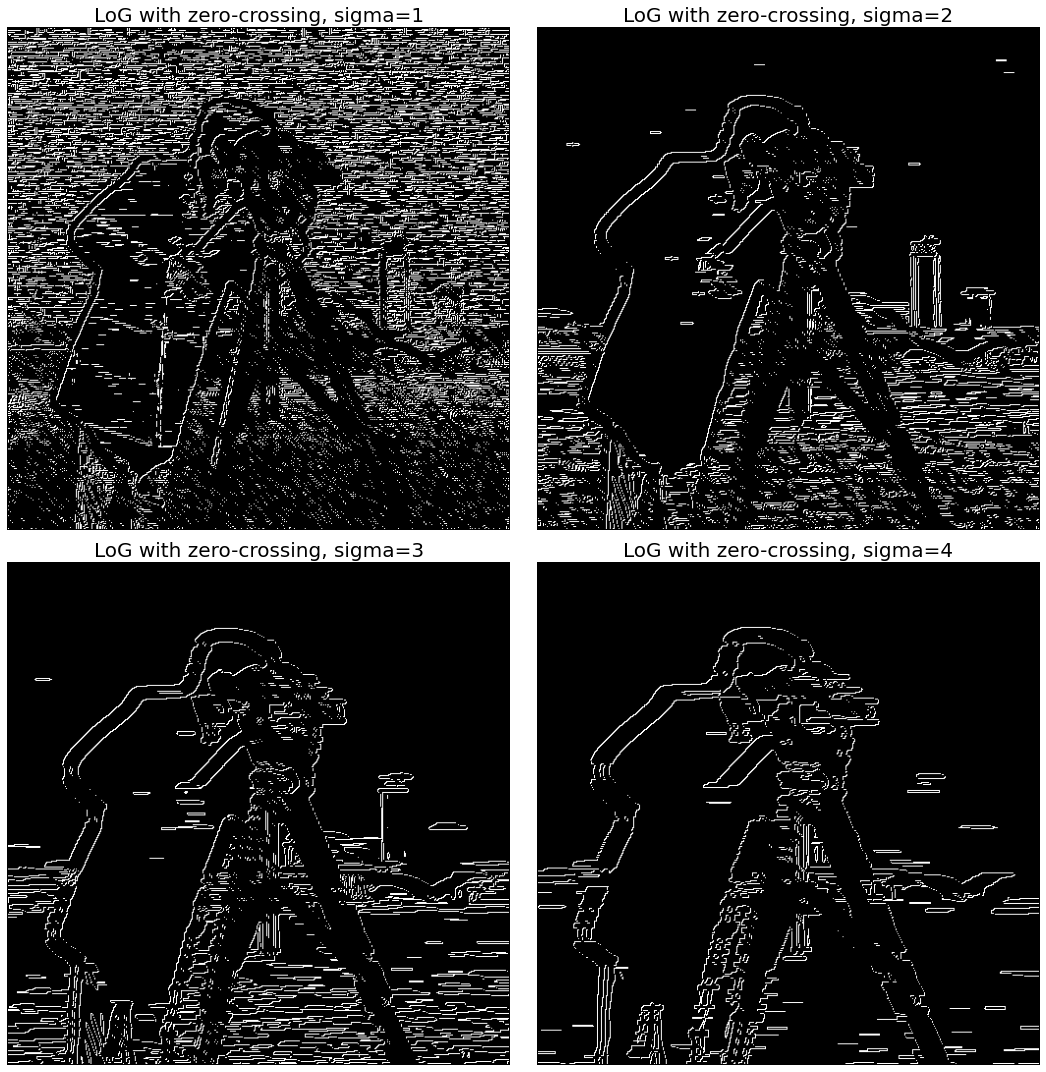 LoG with zero-crossing, sigma=1
LoG with zero-crossing, sigma=2
LoG with zero-crossing, sigma=3
LoG with zero-crossing, sigma=4